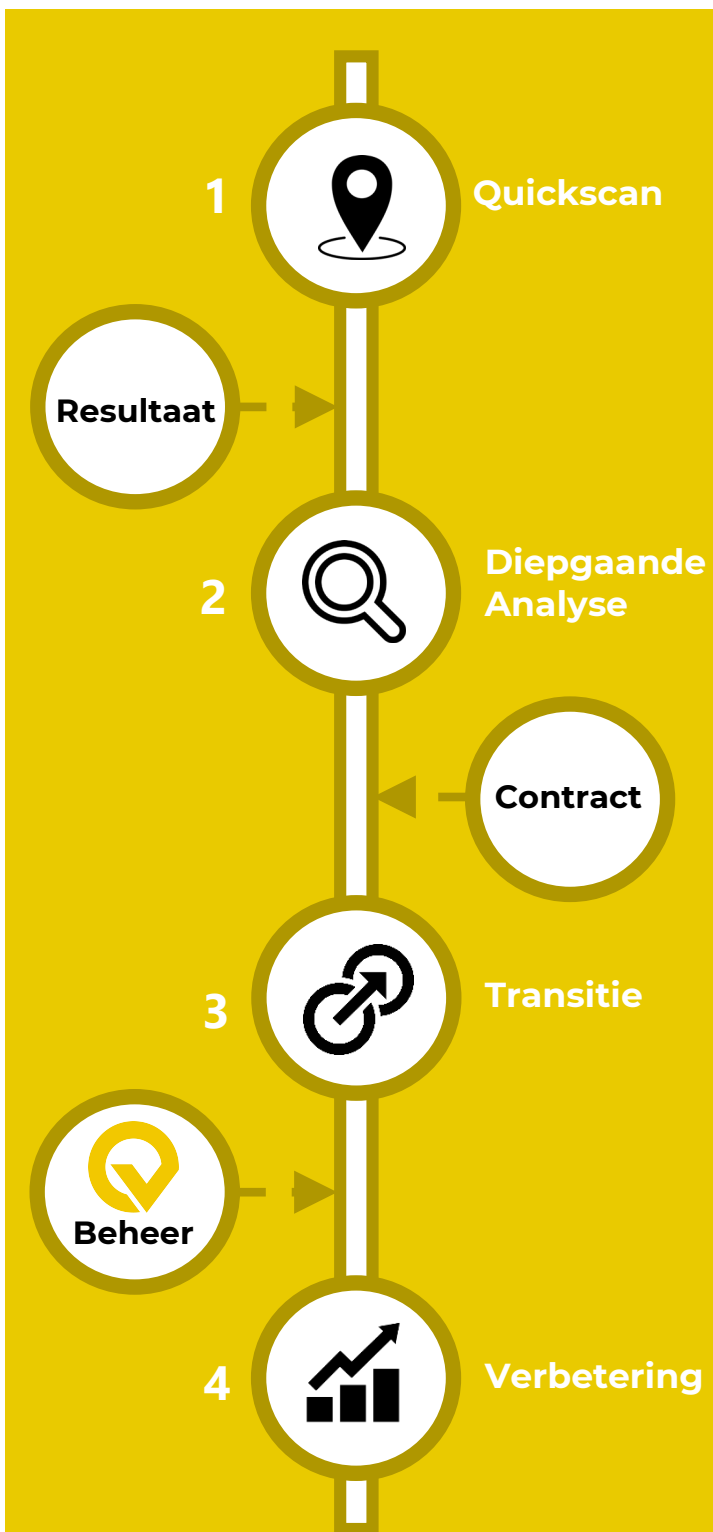 1
Quickscan
Resultaat
2
Diepgaande
Analyse
Contract
3
Transitie
Beheer
4
Verbetering